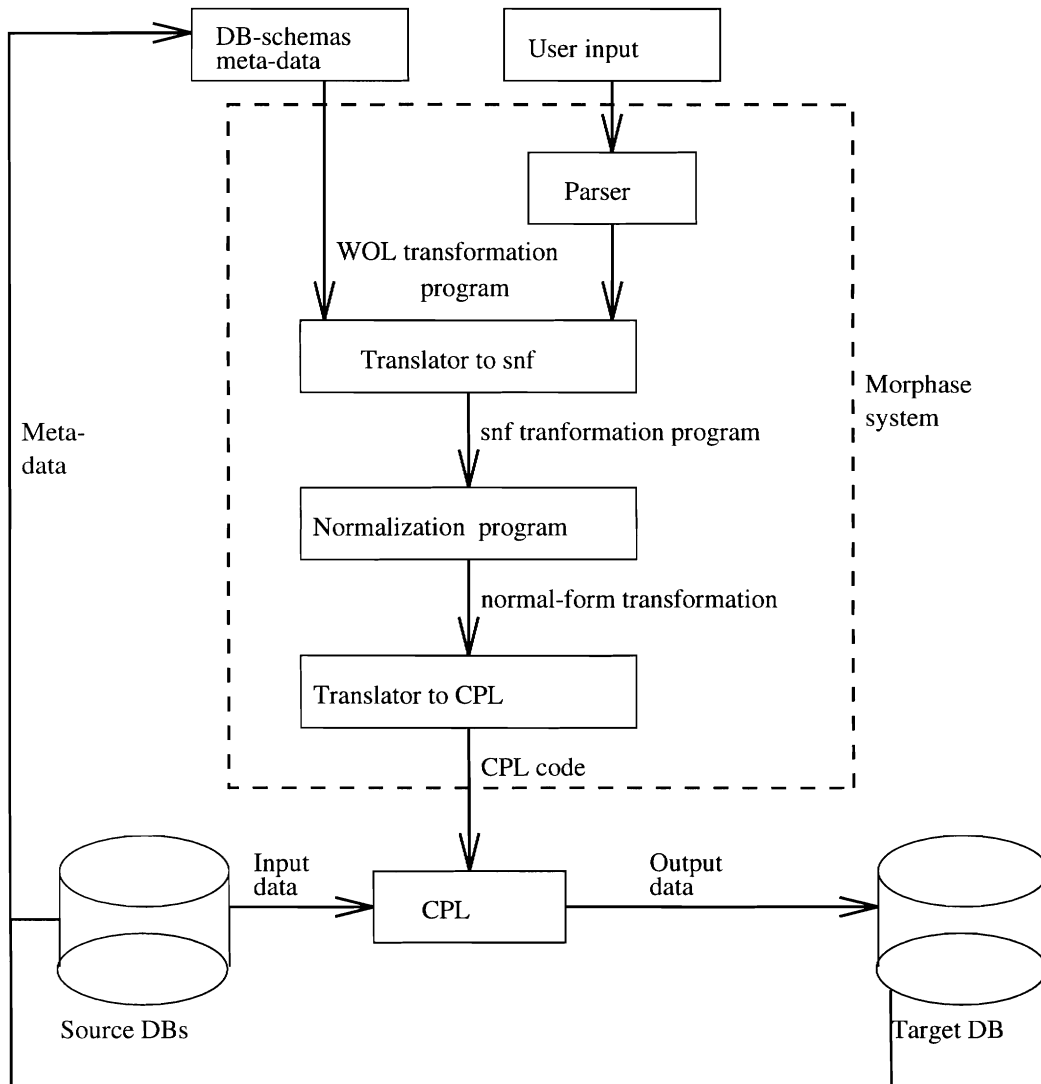 DB-schemas
meta-data
User input
Parser
WOL transformation
program
Translator to snf
Morphase
system
Meta-
data
snf tranformation program
Normalization program
normal-form transformation
Translator to CPL
CPL code
Input
data
Output
data
CPL
Source DBs
Target DB